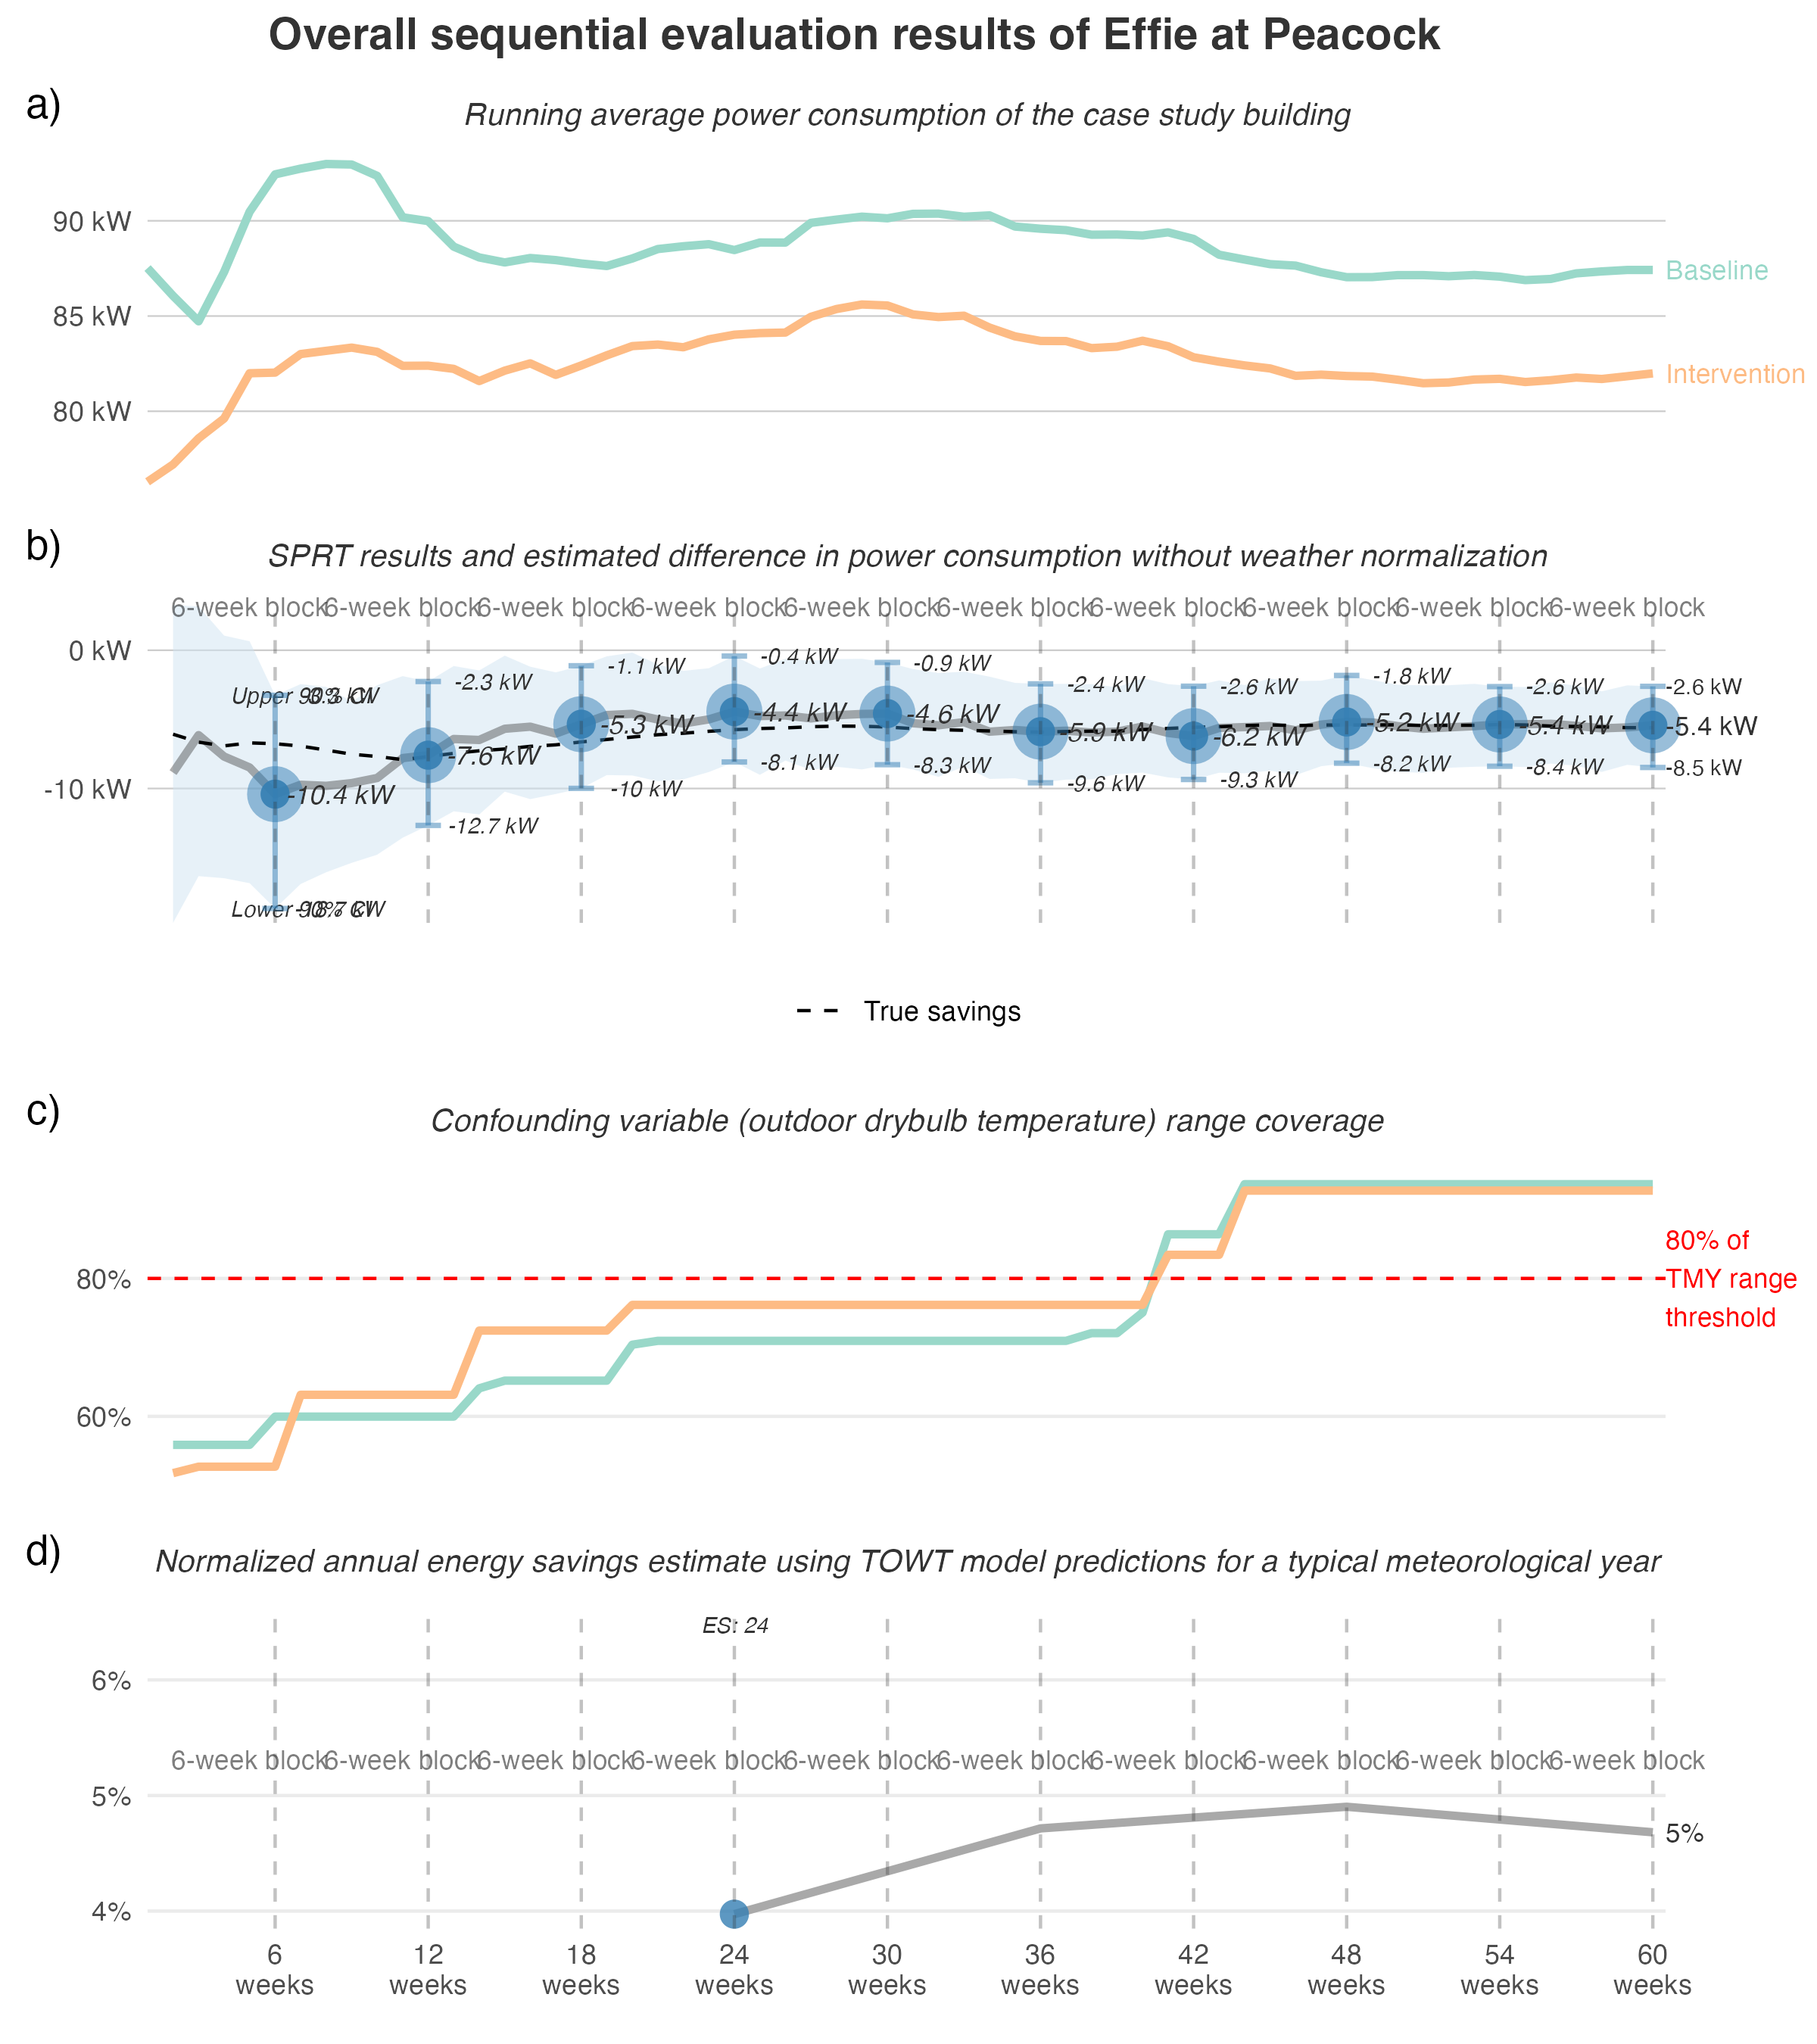 Overall sequential evaluation results of Effie at Peacock
a)
Running average power consumption of the case study building
90 kW
85 kW
80 kW
Baseline
Intervention
b)
SPRT results and estimated difference in power consumption without weather normalization
6-week block 6-week block 6-week block 6-week block 6-week block 6-week block 6-week block 6-week block 6-week block 6-week block
0 kW
-10 kW
Upper 90% CI
-2.3 kW
-1.1 kW
-0.4 kW
-0.9 kW
-2.4 kW
-2.6 kW
-1.8 kW
-2.6 kW
-2.6 kW
-10.4 kW
-7.6 kW
-5.3 kW
-4.4 kW
-4.6 kW
-5.9 kW
-6.2 kW
-5.2 kW
-5.4 kW
-5.4 kW
Lower 90% CI
-18.7 kW
-12.7 kW
-10 kW
-8.1 kW
-8.3 kW
-9.6 kW
-9.3 kW
-8.2 kW
-8.4 kW
-8.5 kW
True savings
c)
Confounding variable (outdoor drybulb temperature) range coverage
80%
60%
80% of
TMY range
threshold
d)
Normalized annual energy savings estimate using TOWT model predictions for a typical meteorological year
ES: 24
6%
6-week block 6-week block 6-week block 6-week block 6-week block 6-week block 6-week block 6-week block 6-week block 6-week block
5%
5%
4%
6 weeks
12 weeks
18 weeks
24 weeks
30 weeks
36 weeks
42 weeks
48 weeks
54 weeks
60 weeks